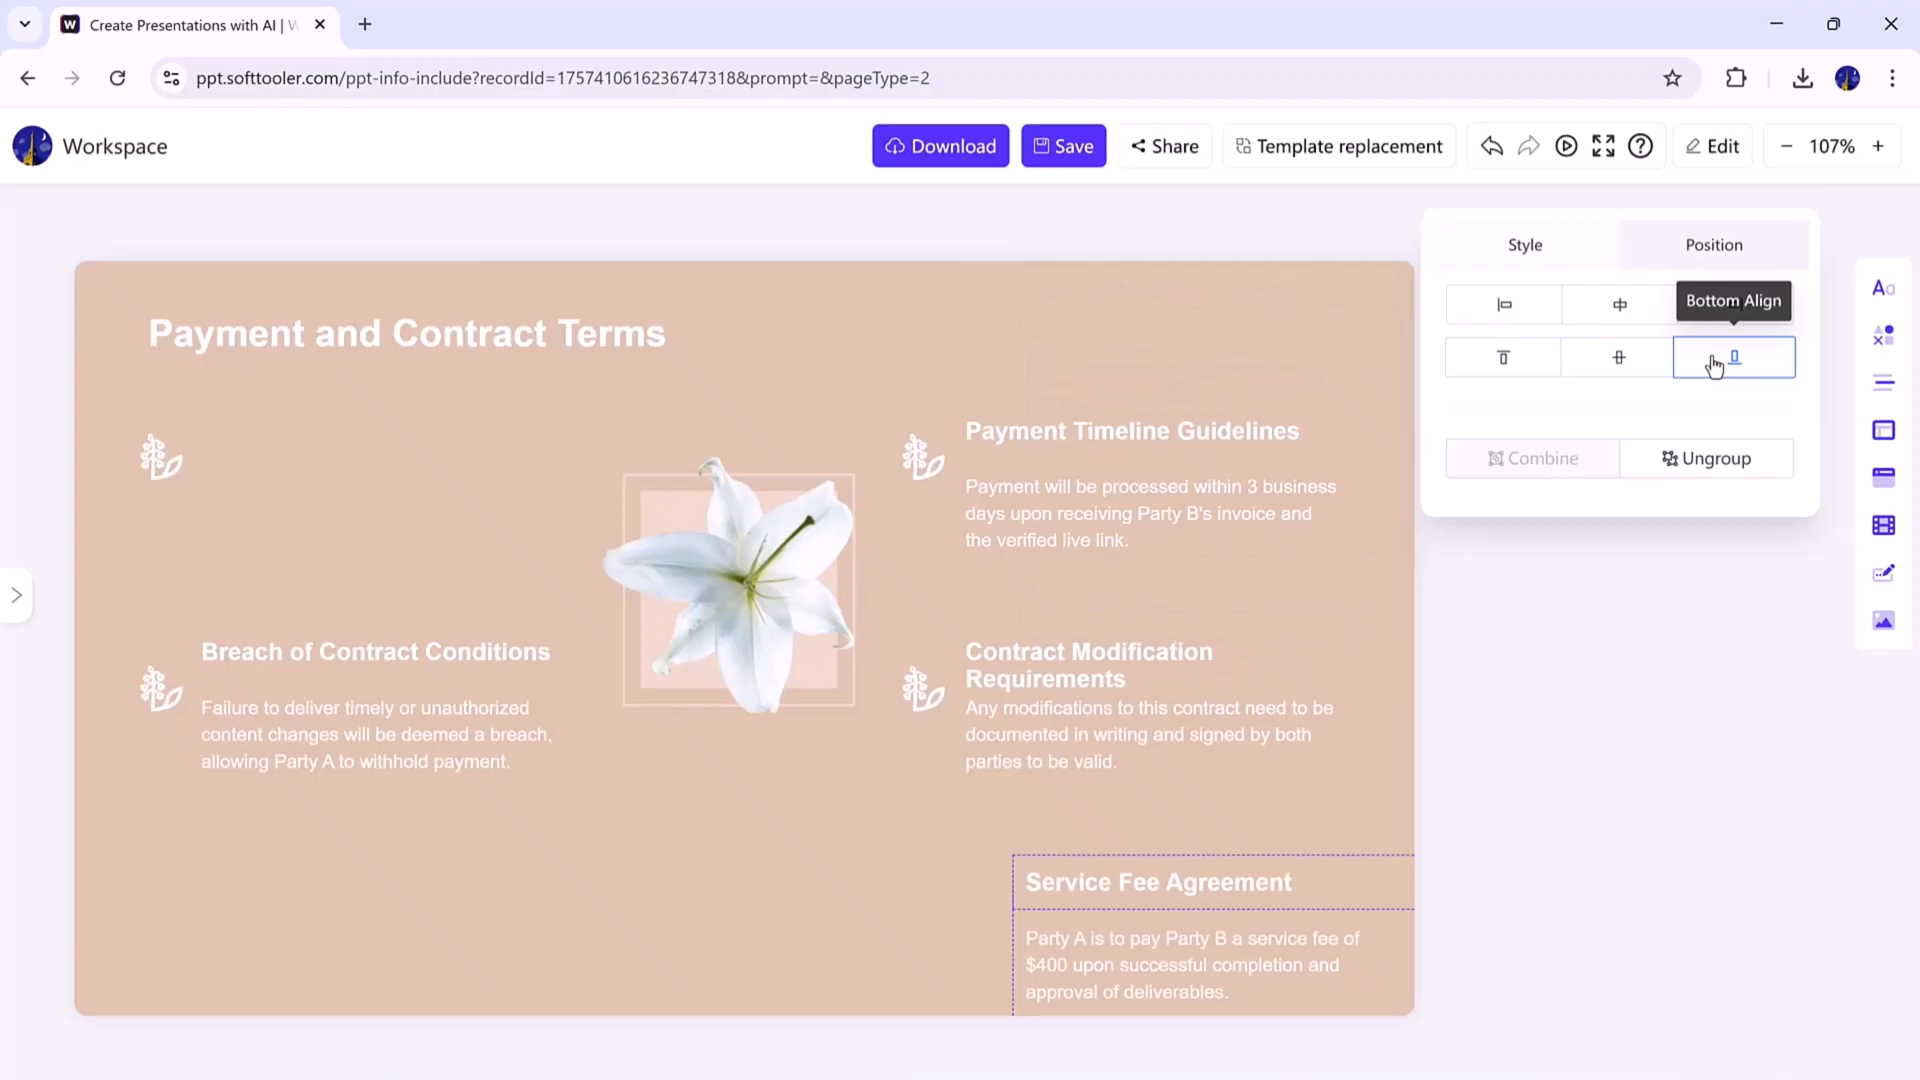 Create Presentations with AI | W
ppt.softtooler.com/ppt-info-include?recordId=1757410616236747318&prompt=&pageType=2
Workspace
Download
Save
Share
Template replacement
Edit
107%
Style
Position
Bottom Align
Combine
Ungroup
Payment and Contract Terms
Payment Timeline Guidelines
Payment will be processed within 3 business
days upon receiving Party B's invoice and
the verified live link.
Breach of Contract Conditions
Failure to deliver timely or unauthorized
content changes will be deemed a breach,
allowing Party A to withhold payment.
Contract Modification
Requirements
Any modifications to this contract need to be
documented in writing and signed by both
parties to be valid.
Service Fee Agreement
Party A is to pay Party B a service fee of
$400 upon successful completion and
approval of deliverables.
Aa